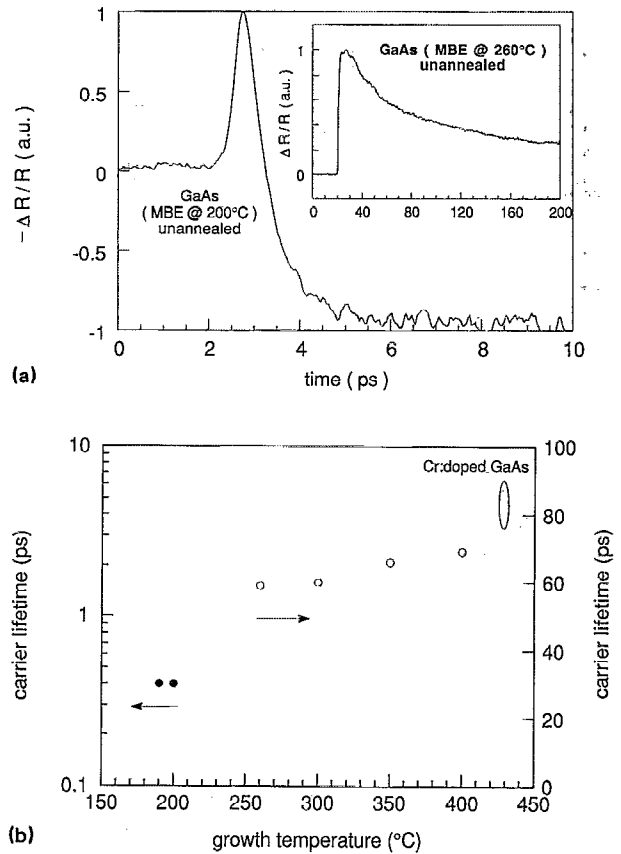 1
0.5
0
-0.5
-1
- Δ R / R ( a.u. )
GaAs
( MBE @ 200°C )
unannealed
1
0
Δ R / R ( a.u. )
GaAs ( MBE @ 260°C )
unannealed
0 40 80 120 160 200
0 2 4 6 8 10
(a)
time ( ps )
10
1
0.1
carrier lifetime (ps)
Cr:doped GaAs
100
80
60
40
20
0
carrier lifetime (ps)
150 200 250 300 350 400 450
(b)
growth temperature (°C)